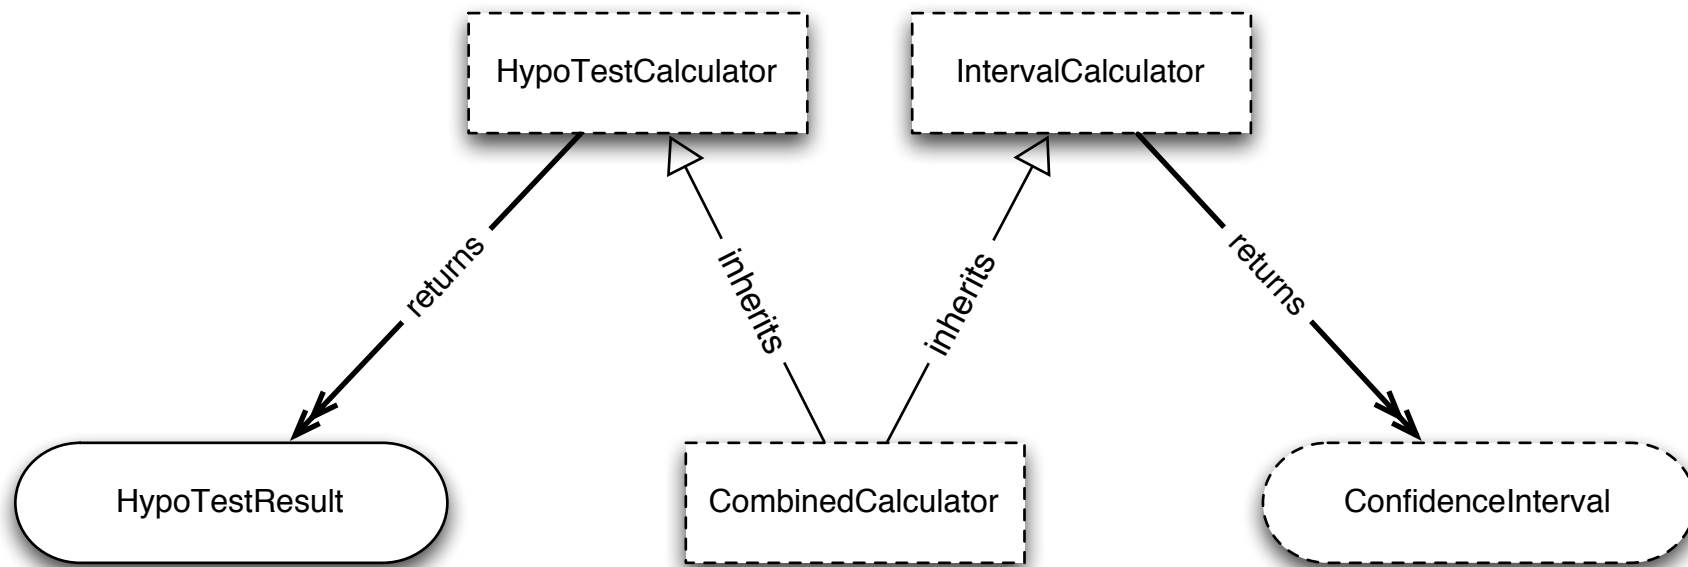 HypoTestCalculator
IntervalCalculator
returns
inherits
inherits
returns
HypoTestResult
CombinedCalculator
ConfidenceInterval